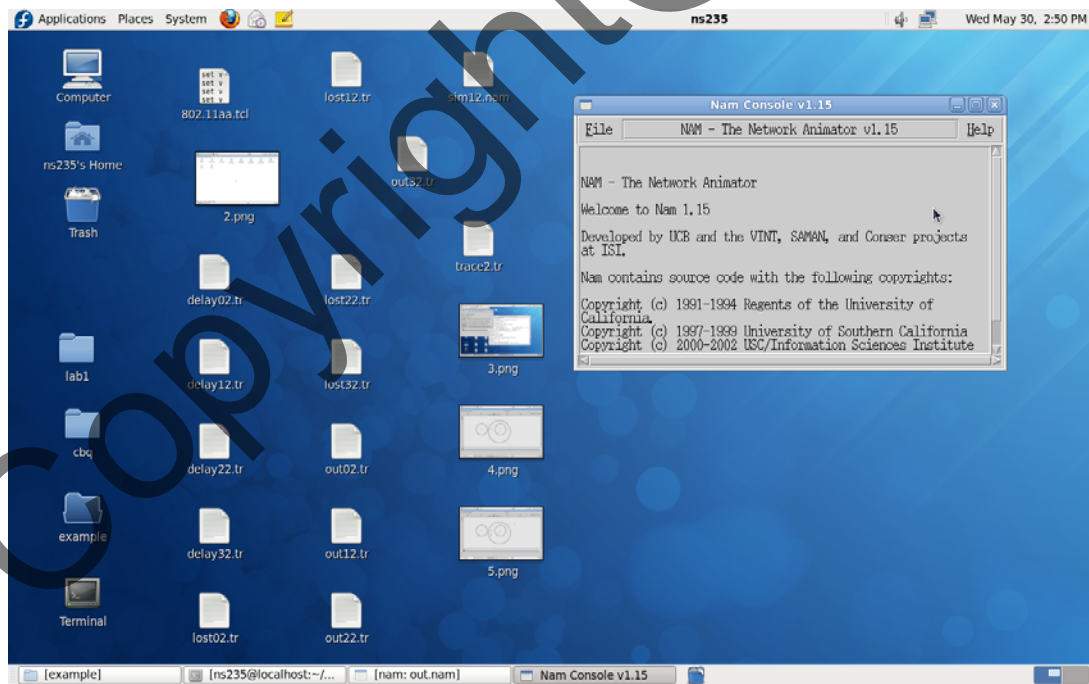 Applications Places System
ns235
Wed May 30, 2:50 PM
Computer
ns235's Home
Trash
lab1
cbq
example
Terminal
set v
set v
set v
set v
802.11aa.tcl
2.png
delay02.tr
delay12.tr
delay22.tr
delay32.tr
lost02.tr
lost12.tr
lost22.tr
lost32.tr
out02.tr
out12.tr
out22.tr
sim12.nam
out32.tr
trace2.tr
3.png
4.png
5.png
Nam Console v1.15
File NAM - The Network Animator v1.15 Help
NAM - The Network Animator
Welcome to Nam 1.15
Developed by UCB and the VINT, SAMAN, and Conser projects
at ISI.
Nam contains source code with the following copyrights:
Copyright (c) 1991-1994 Regents of the University of
California.
Copyright (c) 1997-1999 University of Southern California
Copyright (c) 2000-2002 USC/Information Sciences Institute
[example] [ns235@localhost:~/... [nam: out.nam] Nam Console v1.15